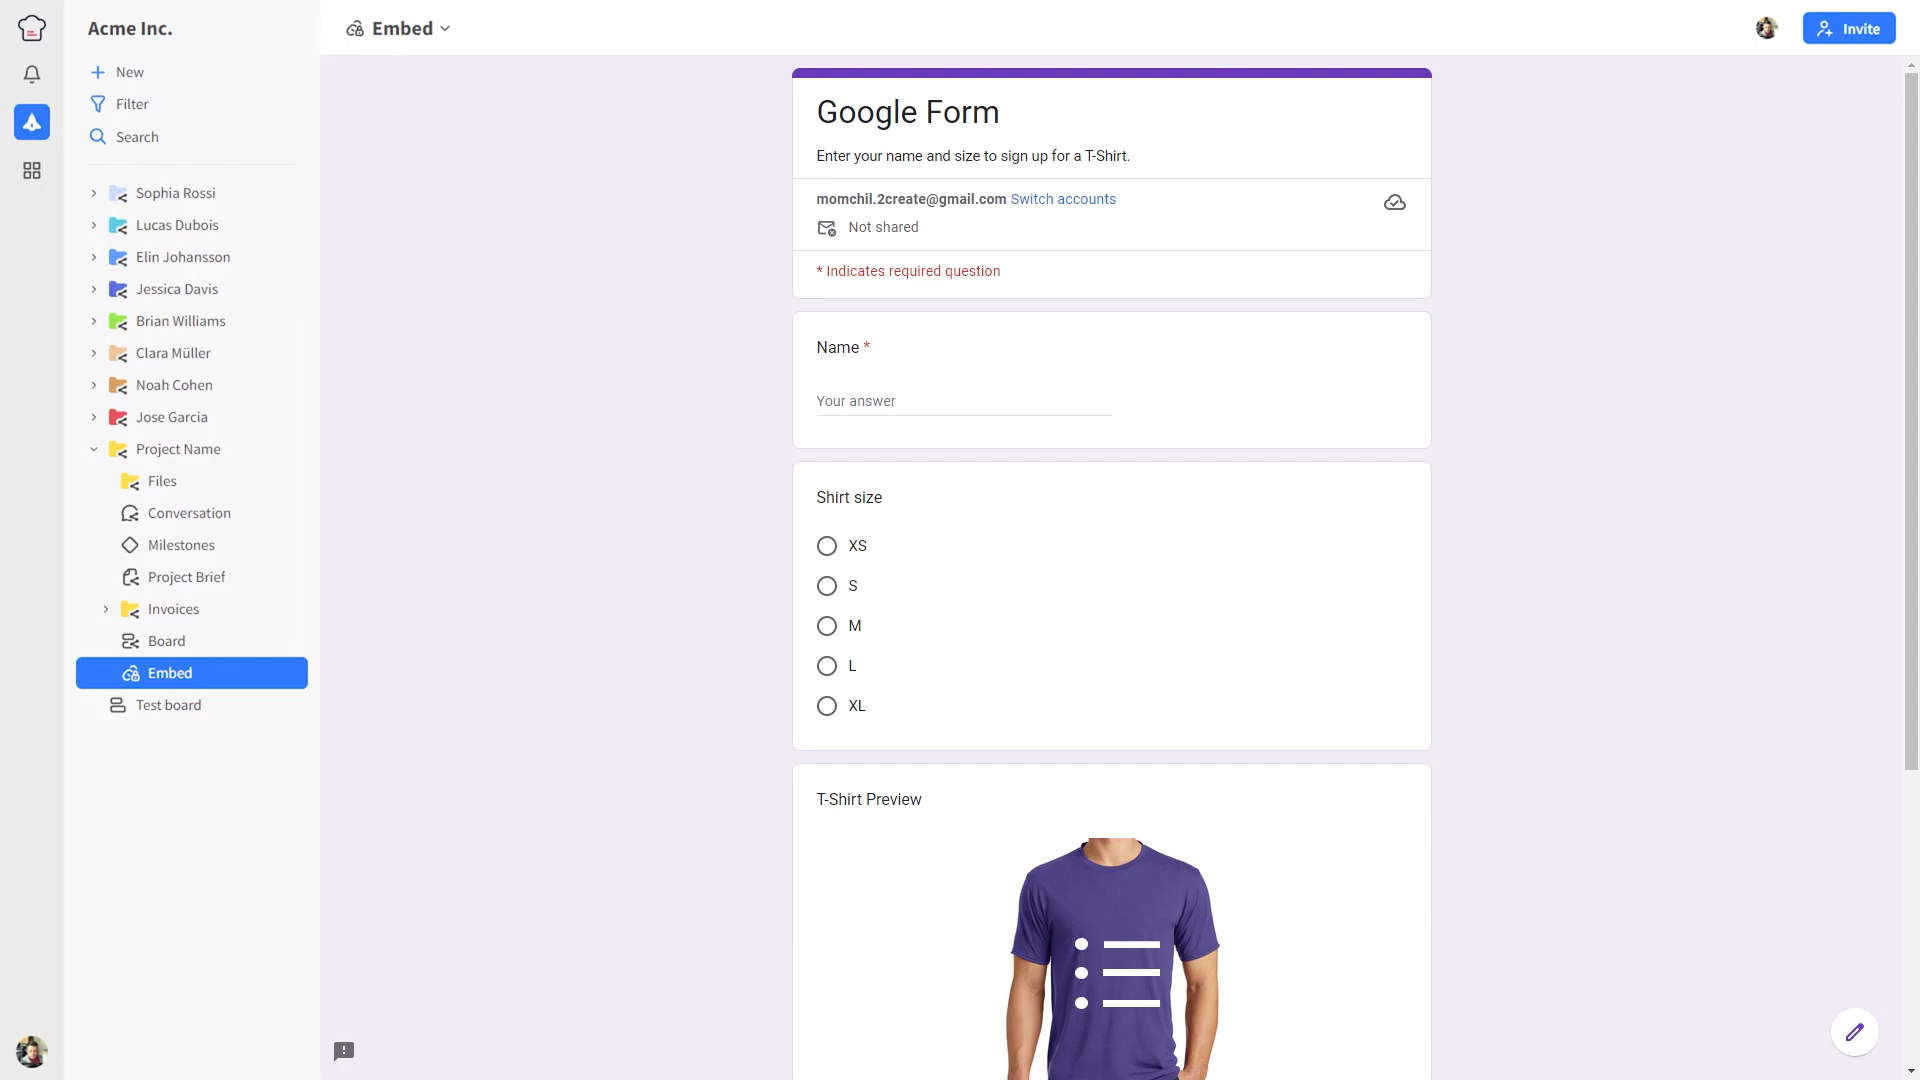 Acme Inc.
New
Filter
Search
Sophia Rossi
Lucas Dubois
Elin Johansson
Jessica Davis
Brian Williams
Clara Müller
Noah Cohen
Jose Garcia
Project Name
Files
Conversation
Milestones
Project Brief
Invoices
Board
Embed
Test board
Embed
Invite
Google Form
Enter your name and size to sign up for a T-Shirt.
momchil.2create@gmail.com Switch accounts
Not shared
* Indicates required question
Name *
Your answer
Shirt size
XS
S
M
L
XL
T-Shirt Preview